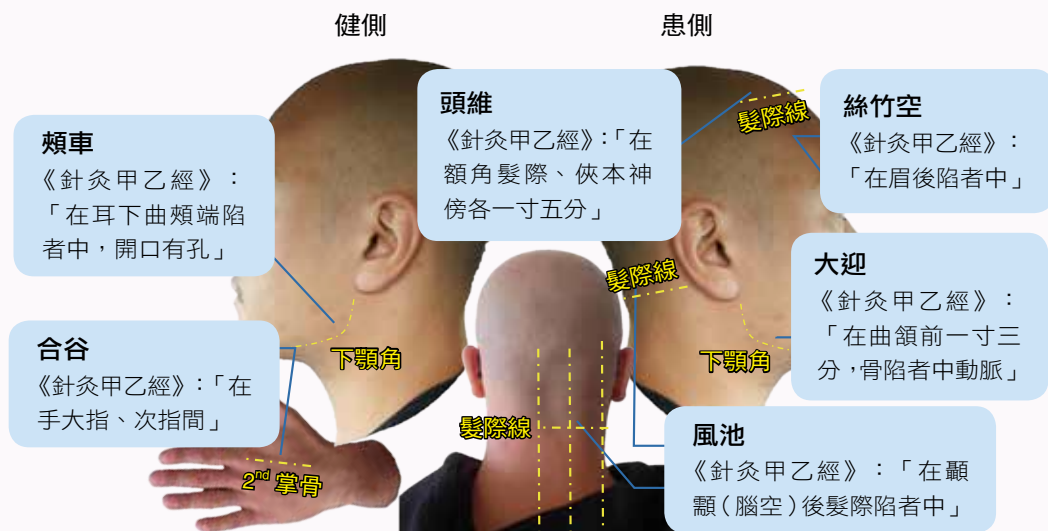 健側
患側
頰車
《針灸甲乙經》：
「在耳下曲頰端陷
者中，開口有孔」
頭維
《針灸甲乙經》：「在
額角髮際、俠本神
傍各一寸五分」
髮際線
絲竹空
《針灸甲乙經》：
「在眉後陷者中」
髮際線
大迎
《針灸甲乙經》：
「在曲頷前一寸三
分，骨陷者中動脈」
下顎角
下顎角
合谷
《針灸甲乙經》：「在
手大指、次指間」
2nd 掌骨
髮際線
風池
《針灸甲乙經》：「在顳
顬（腦空）後髮際陷者中」